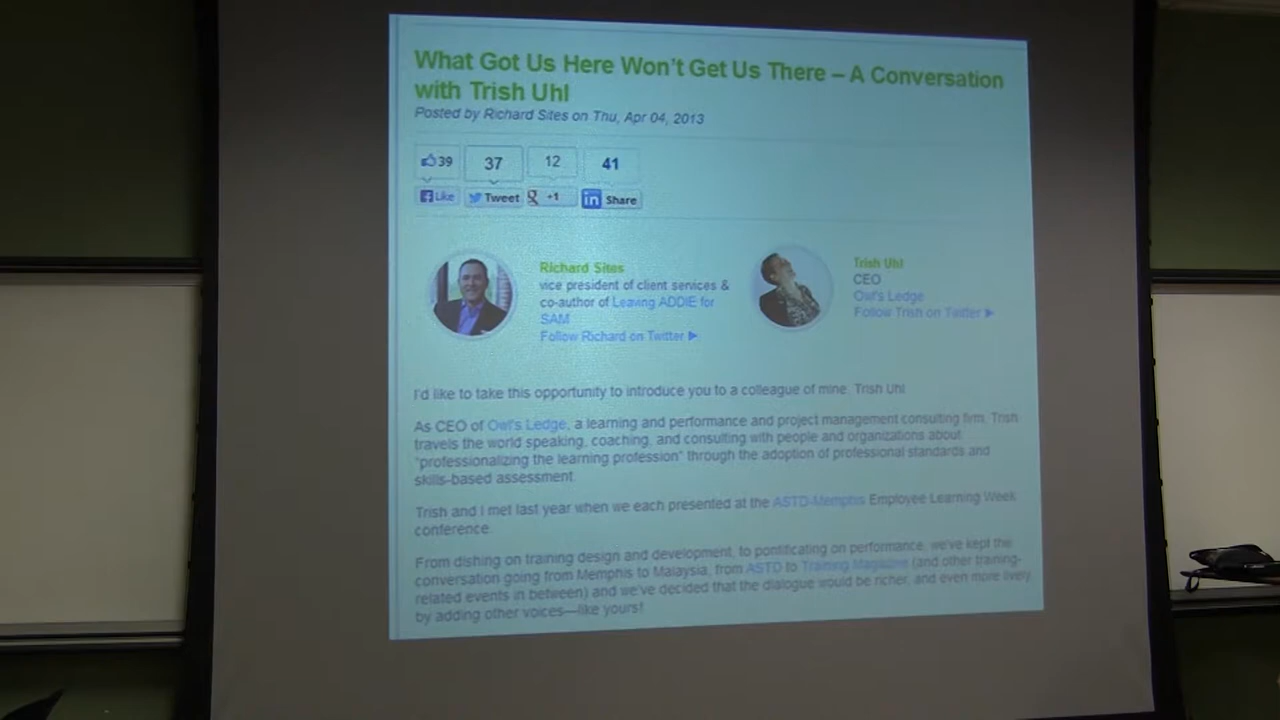 What Got Us Here Won't Get Us There – A Conversation
with Trish Uhl
Posted by Richard Sites on Thu, Apr 04, 2013
39
37
12
41
Like
Tweet
+1
in Share
Richard Sites
vice president of client services &
co-author of Leaving ADDIE for
SAM
Follow Richard on Twitter ▶
Trish Uhl
CEO
Owl's Ledge
Follow Trish on Twitter ▶
I'd like to take this opportunity to introduce you to a colleague of mine: Trish Uhl.
As CEO of Owl's Ledge, a learning and performance and project management consulting firm, Trish
travels the world speaking, coaching, and consulting with people and organizations about
"professionalizing the learning profession" through the adoption of professional standards and
skills-based assessment.
Trish and I met last year when we each presented at the ASTD-Memphis Employee Learning Week
conference.
From dishing on training design and development, to pontificating on performance, we've kept the
conversation going from Memphis to Malaysia, from ASTD to Training Magazine (and other training-
related events in between) and we've decided that the dialogue would be richer, and even more lively
by adding other voices—like yours!